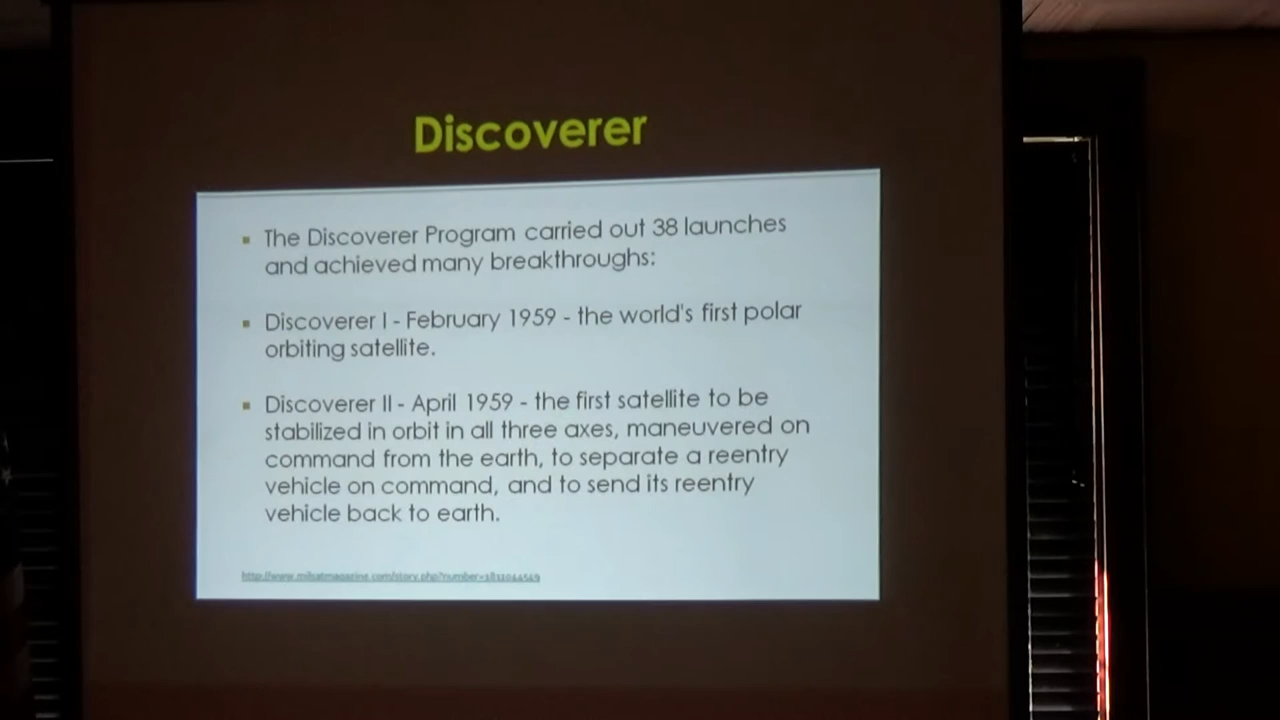 Discoverer
▪ The Discoverer Program carried out 38 launches
and achieved many breakthroughs:
▪ Discoverer I - February 1959 - the world's first polar
orbiting satellite.
▪ Discoverer II - April 1959 - the first satellite to be
stabilized in orbit in all three axes, maneuvered on
command from the earth, to separate a reentry
vehicle on command, and to send its reentry
vehicle back to earth.